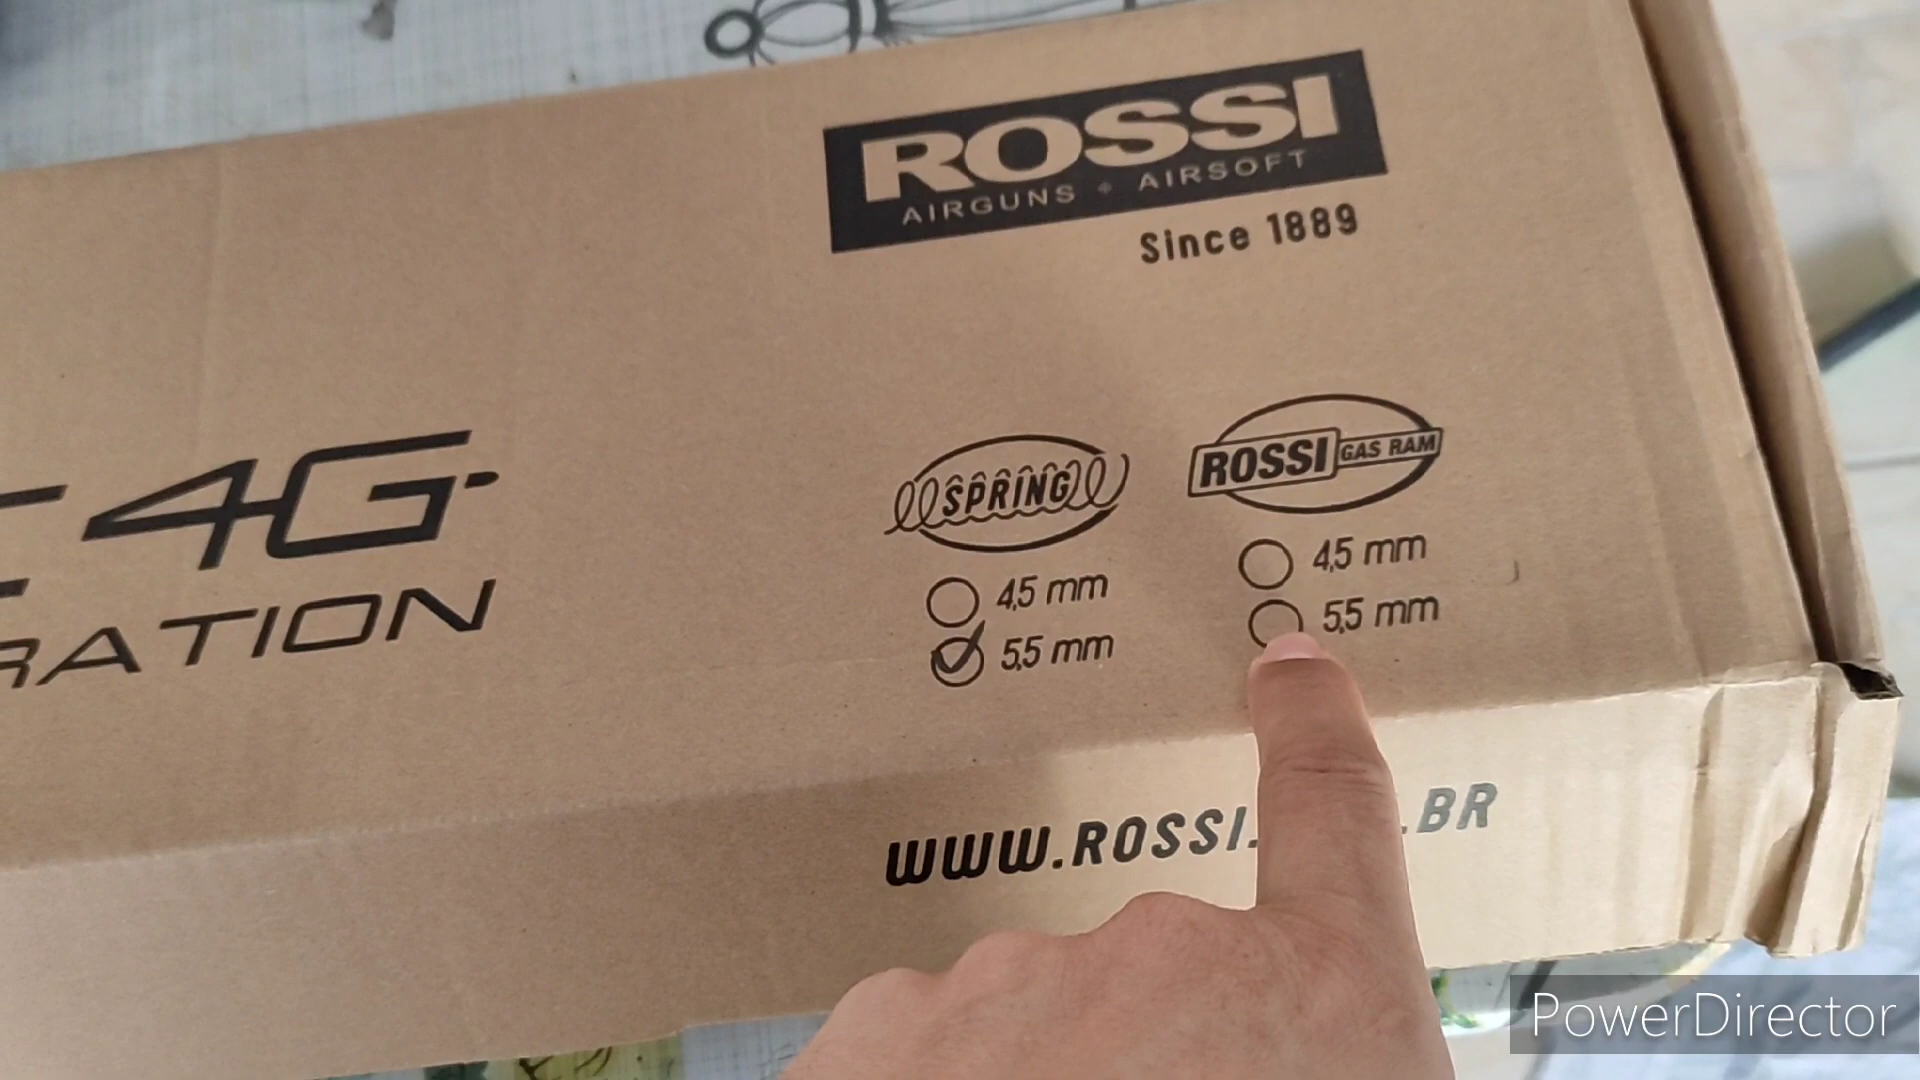 ROSSI
AIRGUNS + AIRSOFT
Since 1889
4G
SPRING
4,5 mm
5,5 mm
ROSSI GAS RAM
4,5 mm
5,5 mm
RATION
WWW.ROSSI. .BR
PowerDirector